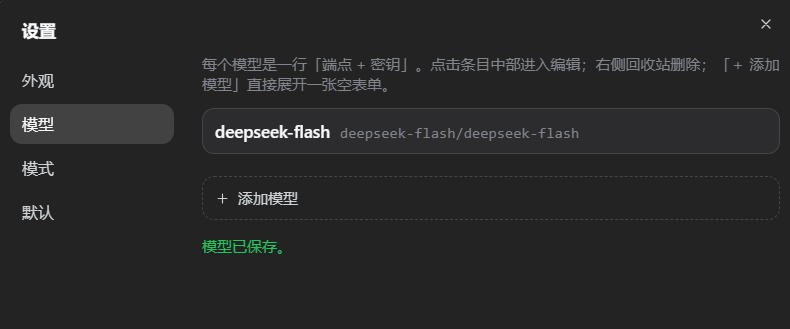 设置
外观
模型
模式
默认
每个模型是一行「端点 + 密钥」。点击条目中部进入编辑；右侧回收站删除；「 + 添加
模型」直接展开一张空表单。
deepseek-flash deepseek-flash/deepseek-flash
+ 添加模型
模型已保存。